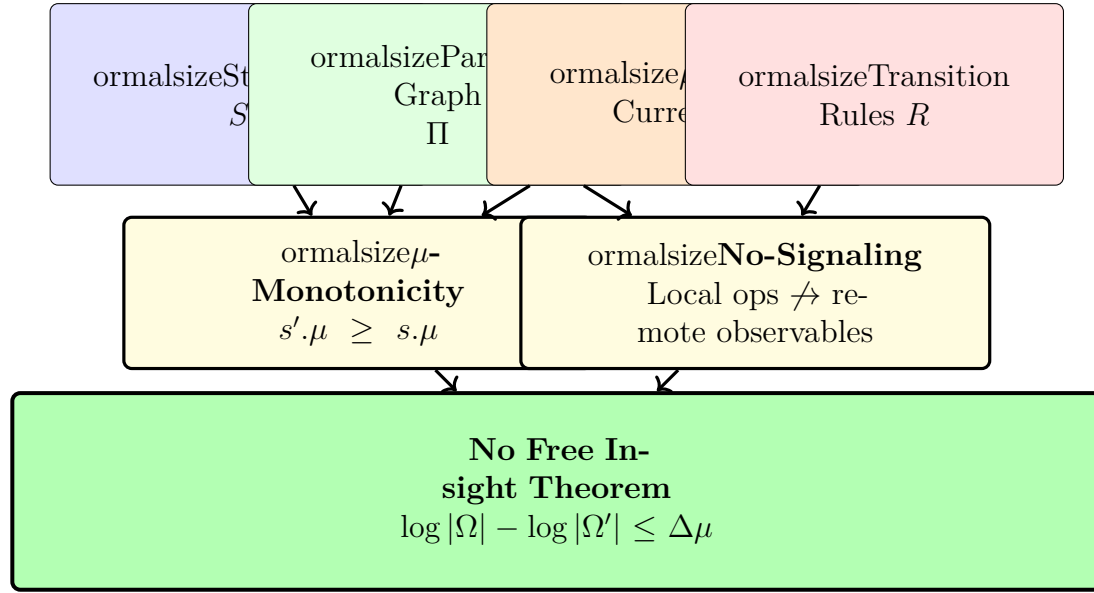 ormalsizeSt
S
ormalsizePar
Graph
Π
ormalsize
Curre
ormalsizeTransition
Rules R
ormalsizeμ-
Monotonicity
s′.μ ≥ s.μ
ormalsizeNo-Signaling
Local ops ↛ re-
mote observables
No Free In-
sight Theorem
log |Ω| − log |Ω′| ≤ Δμ